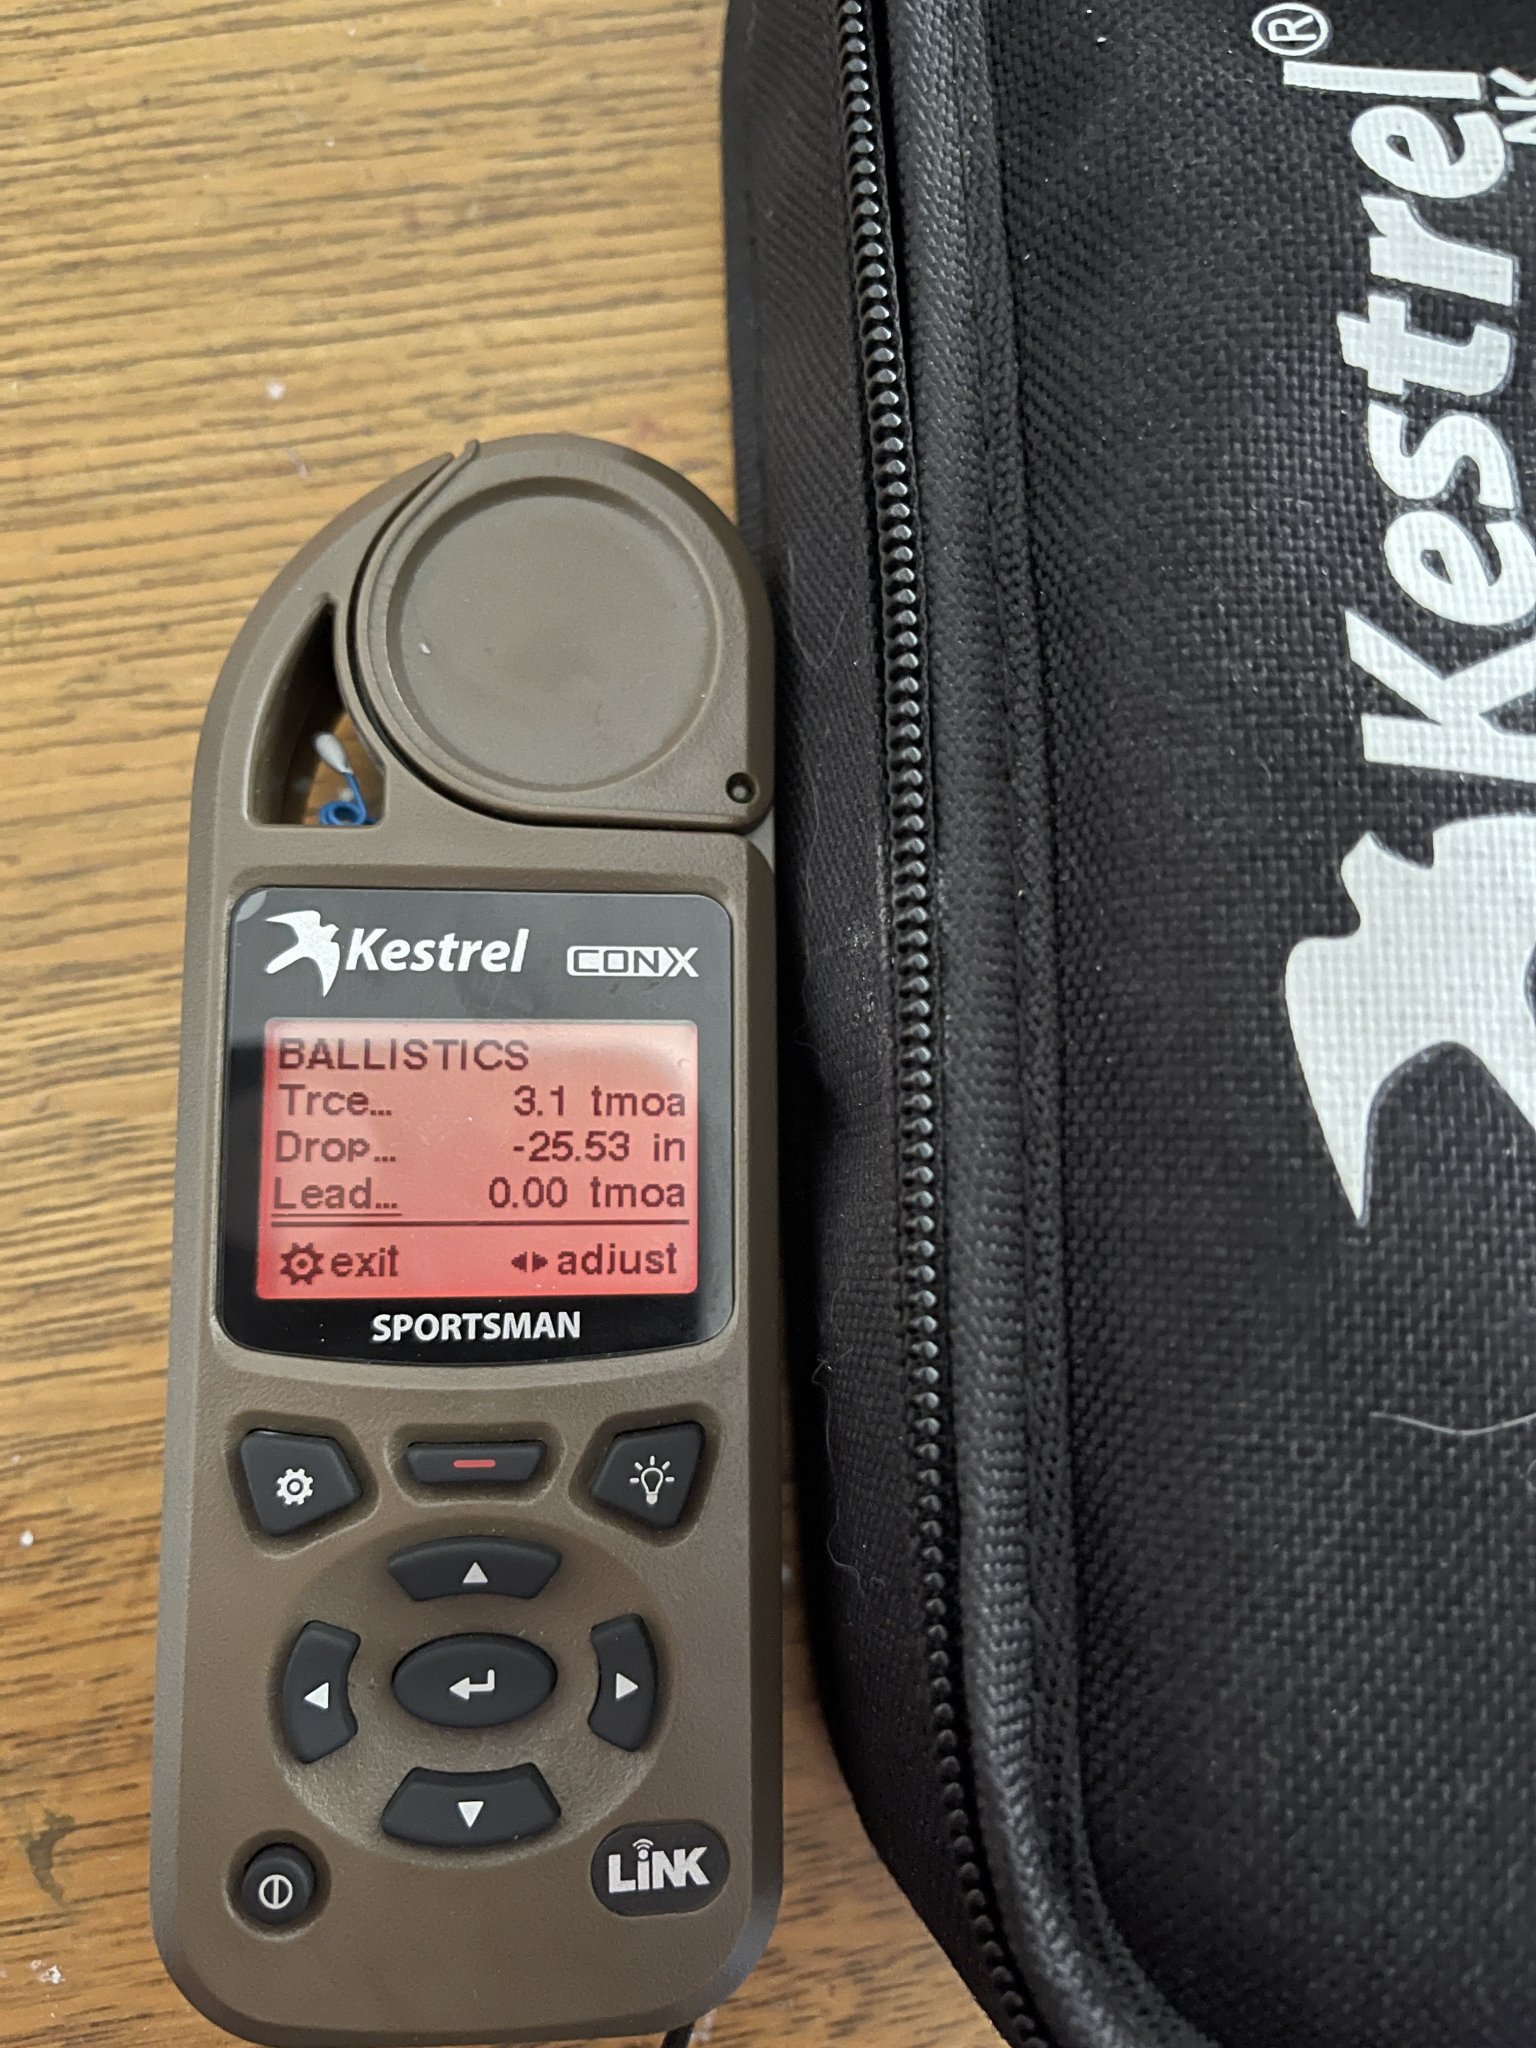 Kestrel CONX
BALLISTICS
Trce... 3.1 tmoa
Drop... -25.53 in
Lead... 0.00 tmoa
exit adjust
SPORTSMAN
LiNK
Kestrel®
NK